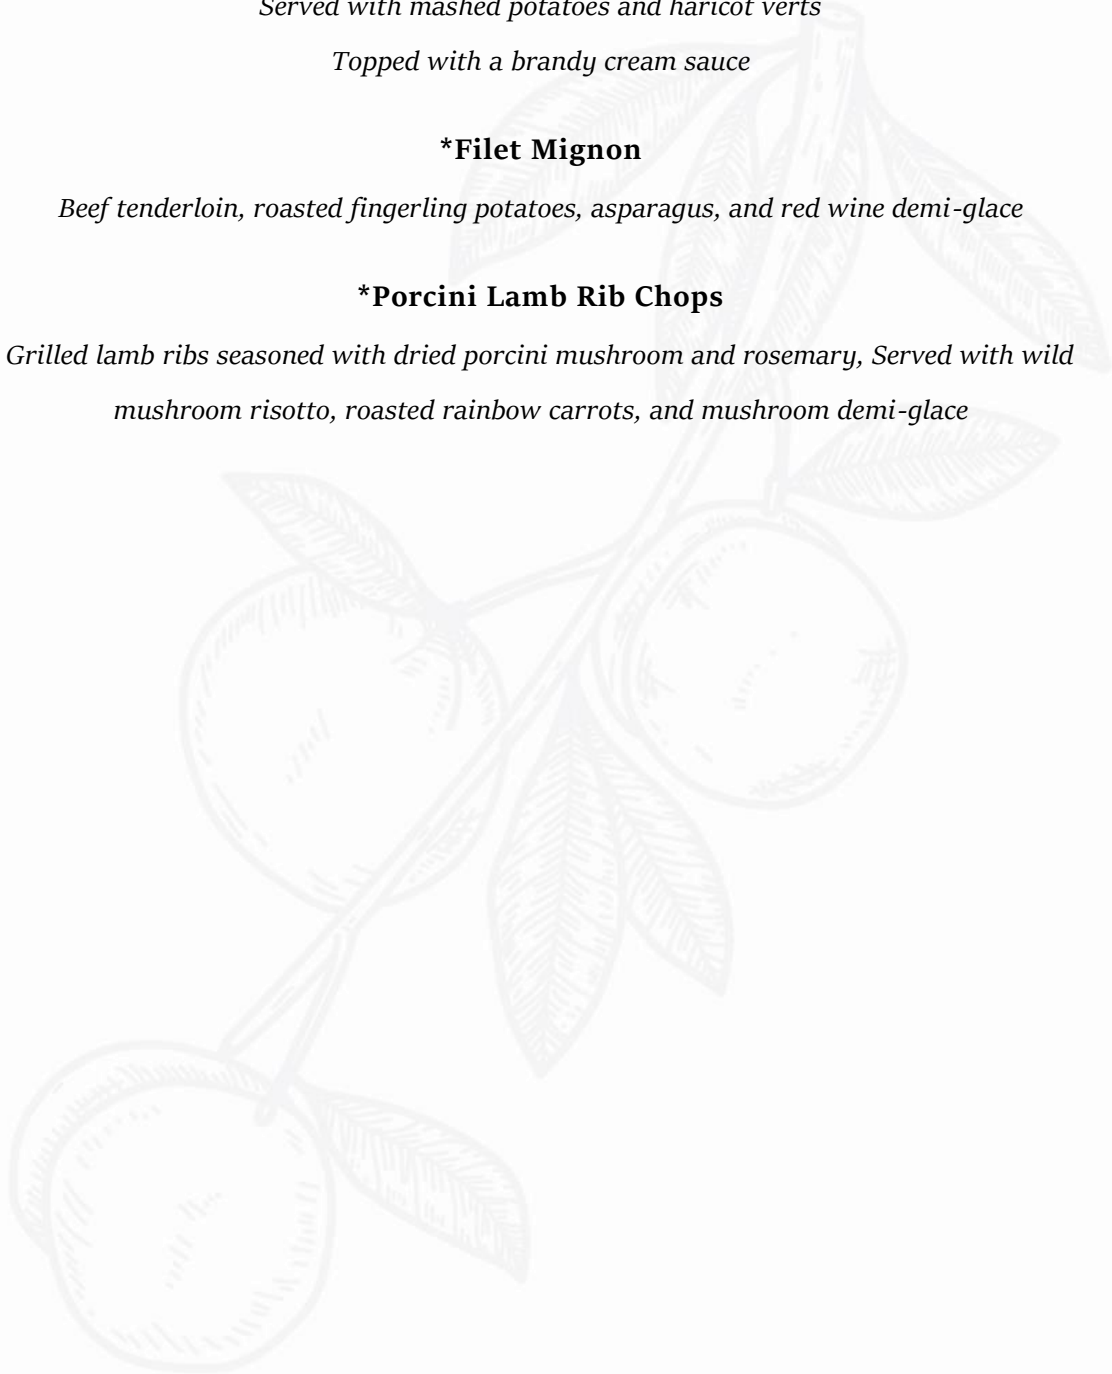 Served with mashed potatoes and haricot verts
Topped with a brandy cream sauce
*Filet Mignon
Beef tenderloin, roasted fingerling potatoes, asparagus, and red wine demi-glace
*Porcini Lamb Rib Chops
Grilled lamb ribs seasoned with dried porcini mushroom and rosemary, Served with wild
mushroom risotto, roasted rainbow carrots, and mushroom demi-glace